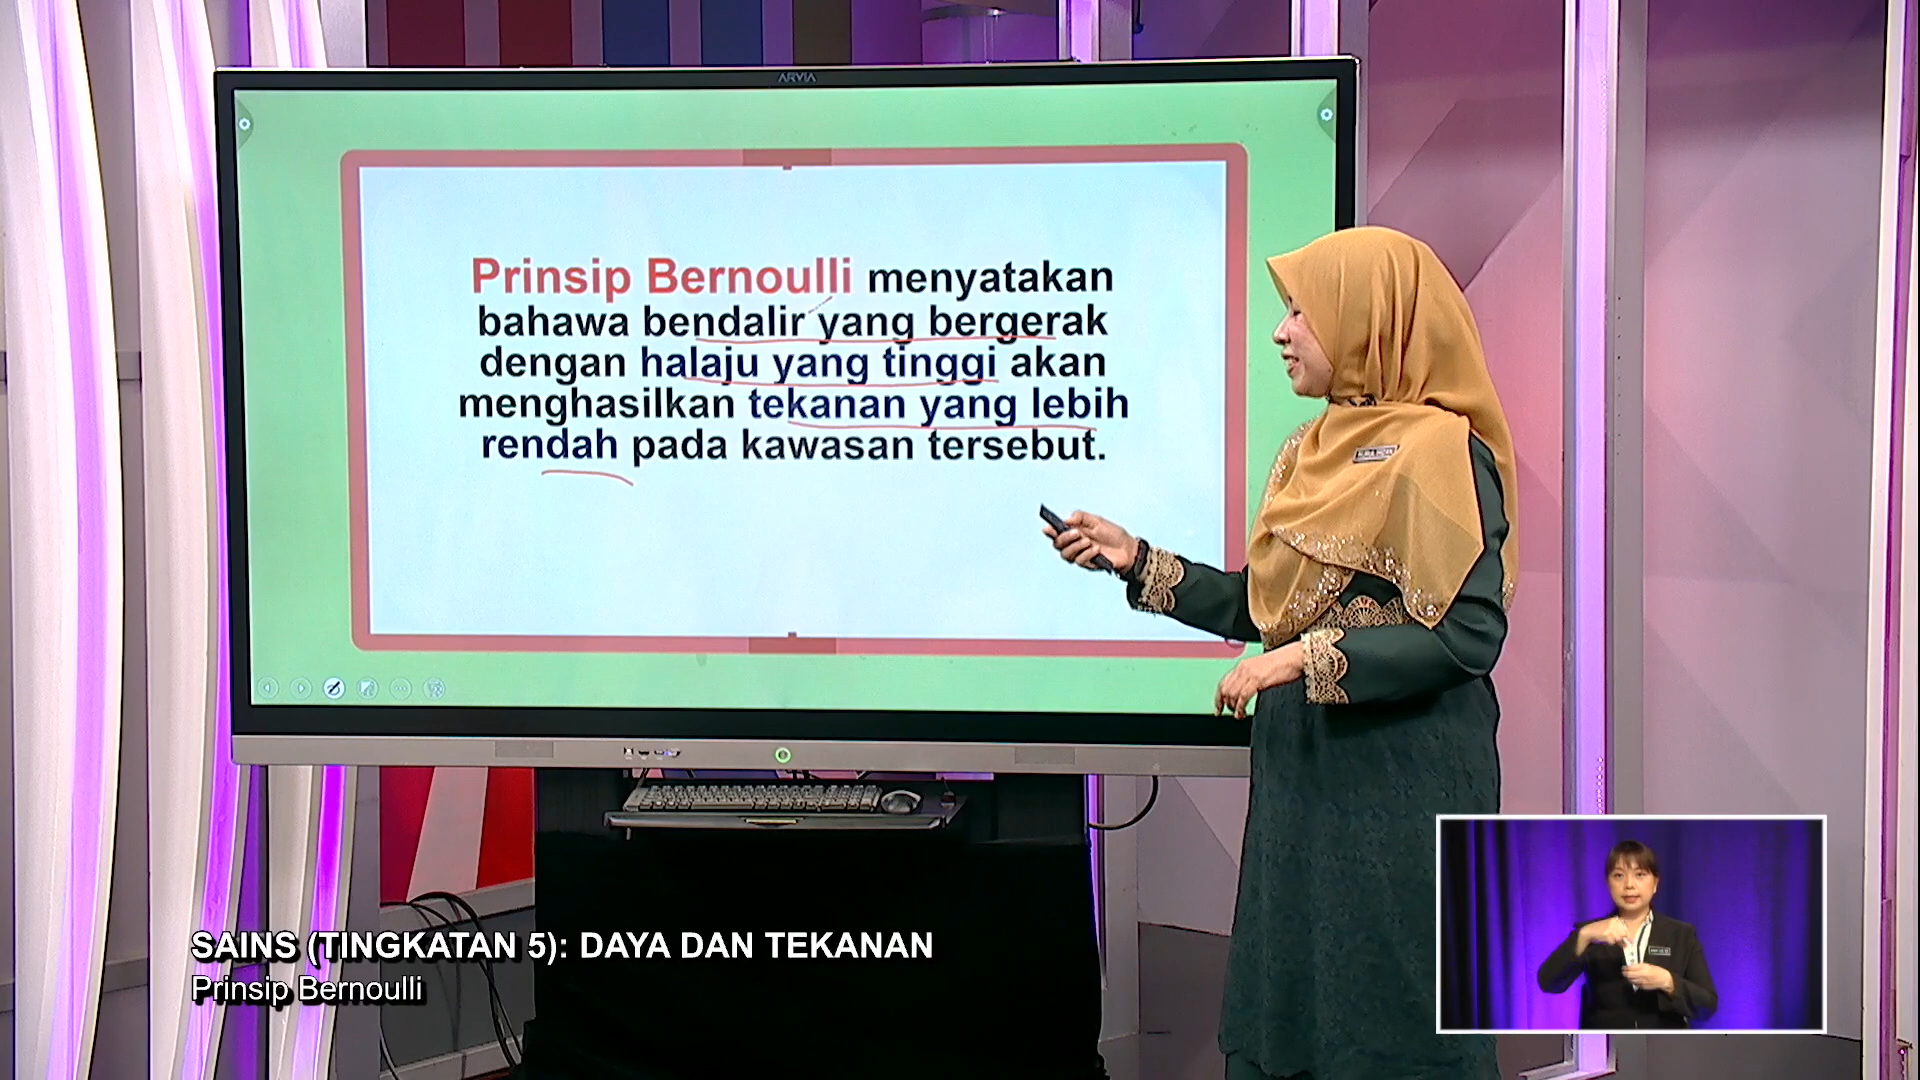 ARVIA
Prinsip Bernoulli menyatakan
bahawa bendalir yang bergerak
dengan halaju yang tinggi akan
menghasilkan tekanan yang lebih
rendah pada kawasan tersebut.
SAINS (TINGKATAN 5): DAYA DAN TEKANAN
Prinsip Bernoulli